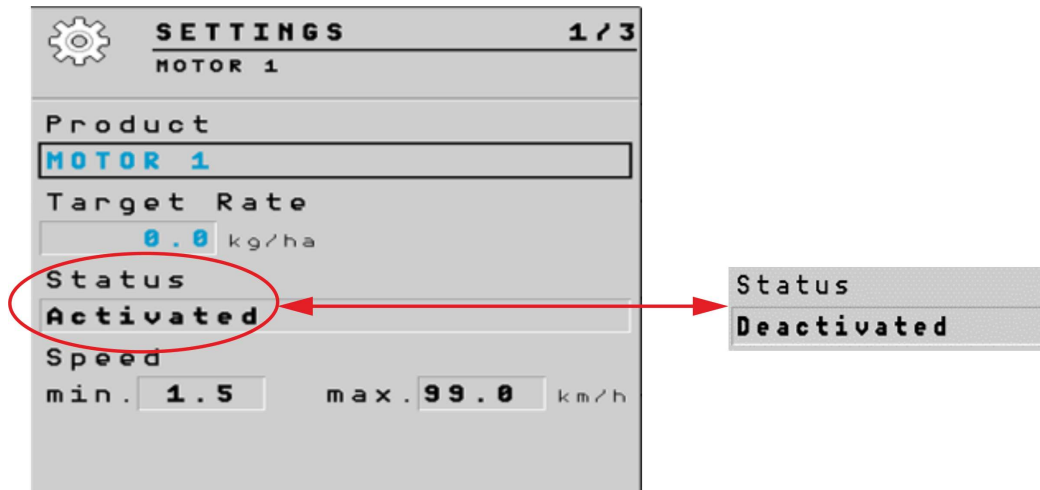 SETTINGS 1/3
MOTOR 1
Product
MOTOR 1
Target Rate
0.0 kg/ha
Status
Activated
Speed
min. 1.5 max. 99.0 km/h
Status
Deactivated